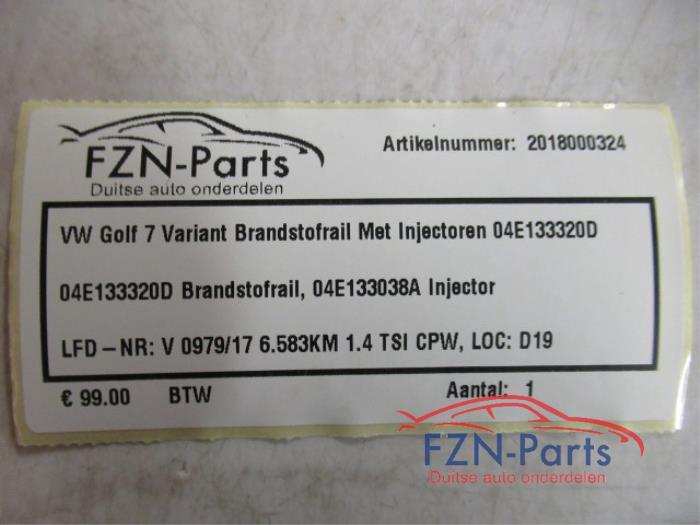 FZN-Parts
Duitse auto onderdelen
Artikelnummer: 2018000324
VW Golf 7 Variant Brandstofrail Met Injectoren 04E133320D
04E133320D Brandstofrail, 04E133038A Injector
LFD-NR: V 0979/17 6.583KM 1.4 TSI CPW, LOC: D19
€ 99.00 BTW Aantal: 1
FZN-Parts
Duitse auto onderdelen